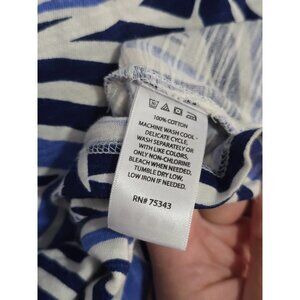 100% COTTON
MACHINE WASH COOL -
DELICATE CYCLE.
WASH SEPARATELY OR
WITH LIKE COLORS,
ONLY NON-CHLORINE
BLEACH WHEN NEEDED,
TUMBLE DRY LOW,
LOW IRON IF NEEDED.
RN# 75343